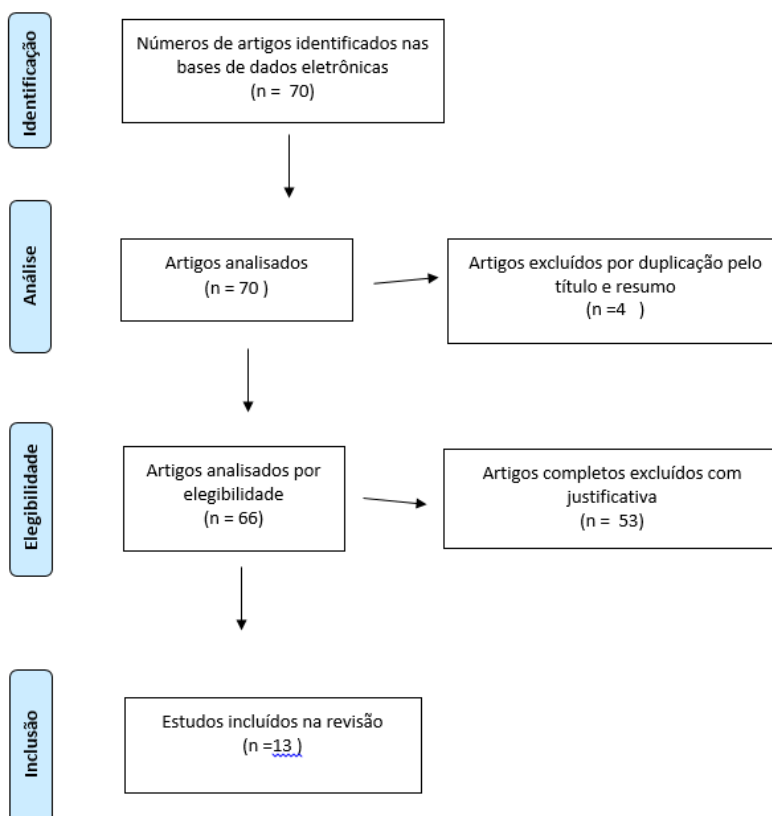 Identificação
Números de artigos identificados nas
bases de dados eletrônicas
(n =  70)
Análise
Artigos analisados
(n = 70 )
Artigos excluídos por duplicação pelo
título e resumo
(n =4   )
Elegibilidade
Artigos analisados por
elegibilidade
(n = 66)
Artigos completos excluídos com
justificativa
(n =  53)
Inclusão
Estudos incluídos na revisão
(n =13 )